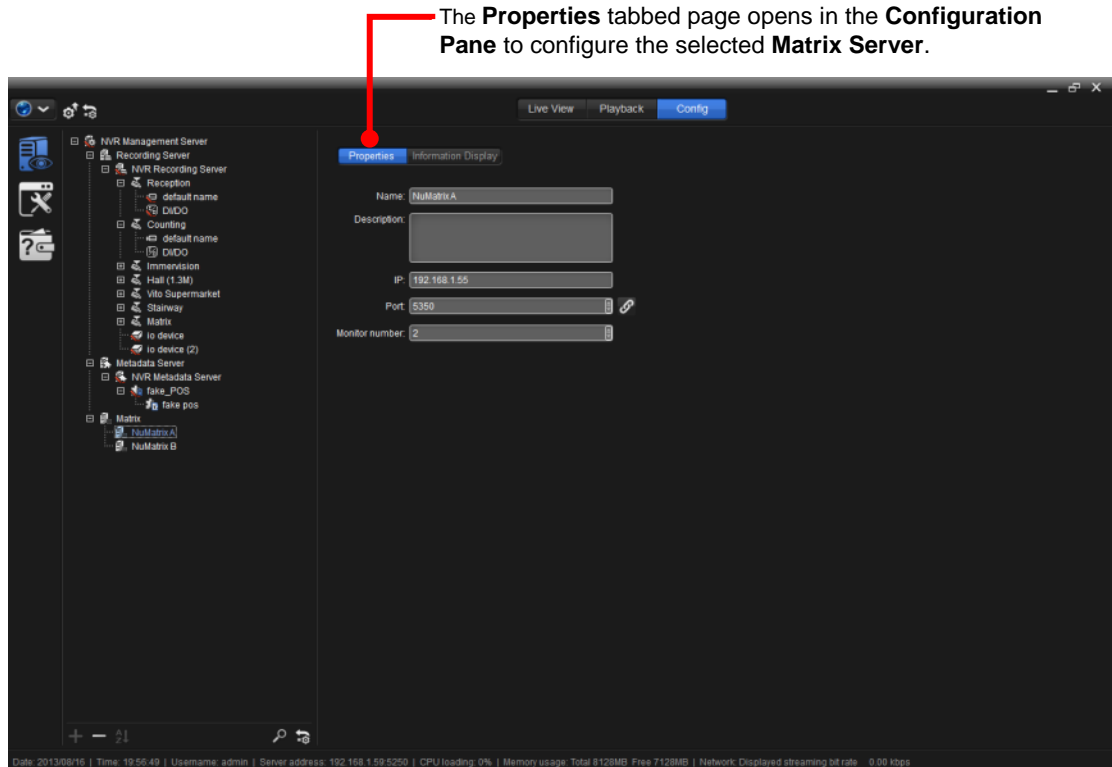 The Properties tabbed page opens in the Configuration
Pane to configure the selected Matrix Server.
Live View Playback Config
NVR Management Server
Recording Server
NVR Recording Server
Reception
default name
DI/DO
Counting
default name
DI/DO
Immervision
Hall (1.3M)
Vito Supermarket
Stairway
Matrix
io device
io device (2)
Metadata Server
NVR Metadata Server
fake_POS
fake pos
Matrix
NuMatrix A
NuMatrix B
Properties Information Display
Name: NuMatrix A
Description:
IP: 192.168.1.55
Port: 5350
Monitor number: 2
Date: 2013/08/16 | Time: 19:56:49 | Username: admin | Server address: 192.168.1.59:5250 | CPU loading: 0% | Memory usage: Total 8128MB Free 7128MB | Network: Displayed streaming bit rate 0.00 kbps